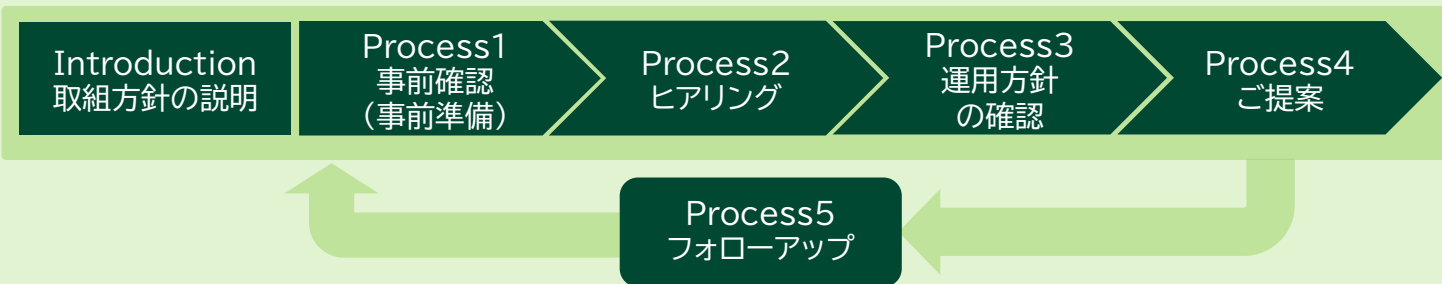 Introduction
取組方針の説明
Process1
事前確認
(事前準備)
Process2
ヒアリング
Process3
運用方針
の確認
Process4
ご提案
Process5
フォローアップ